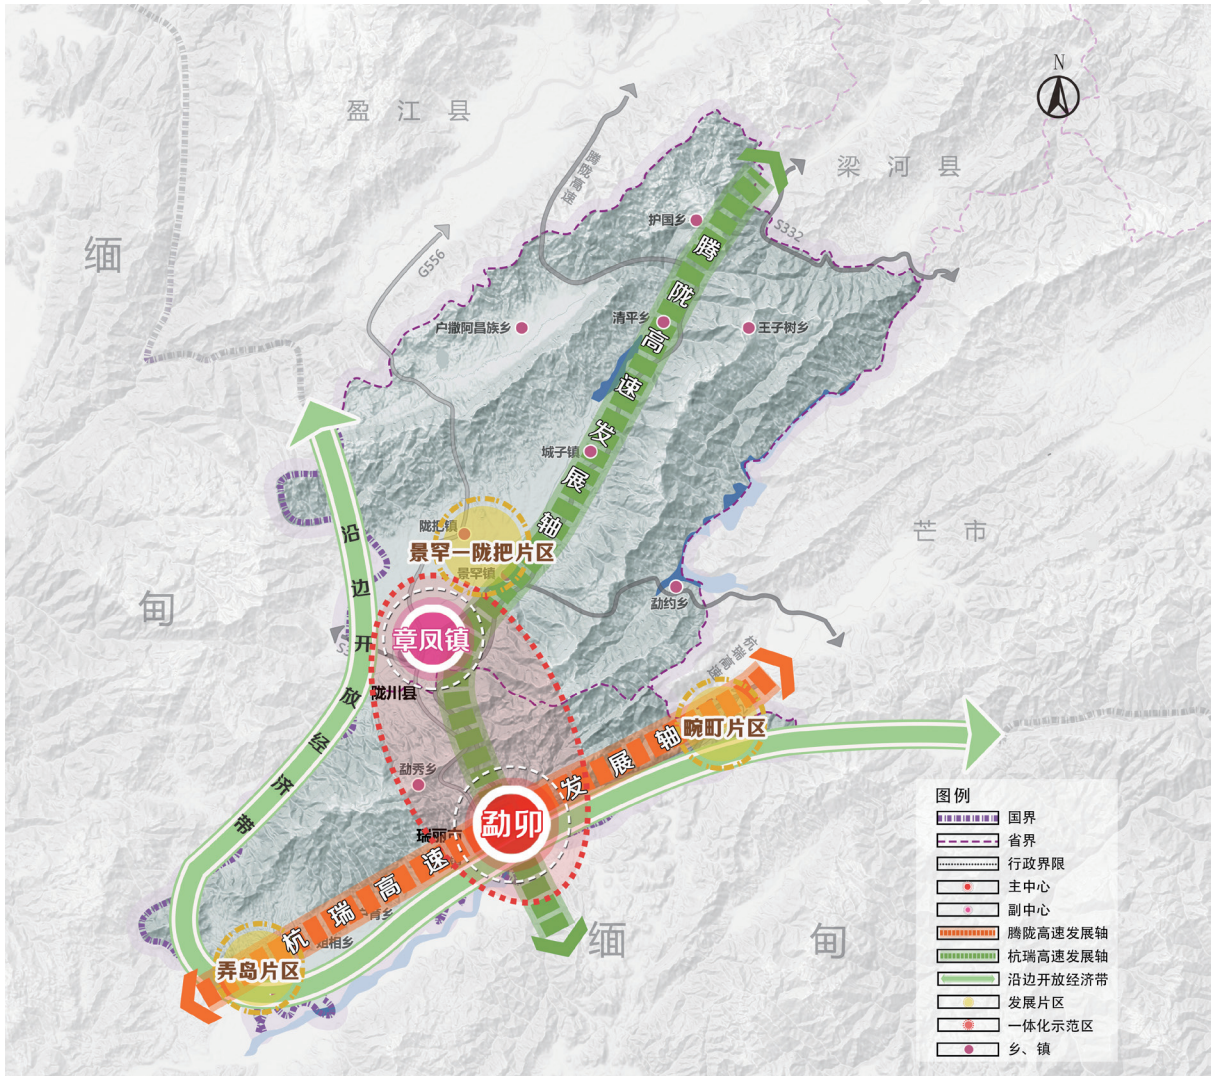 N
盈江县
梁河县
腾陇高速
S332
G556
缅
护国乡
清平乡
王子树乡
户撒阿昌族乡
城子镇
腾陇高速发展轴
陇把镇
景罕—陇把片区
景罕镇
芒市
甸
勐约乡
章凤镇
陇川县
杭瑞高速
畹町片区
勐秀乡
瑞丽市
勐卯
沿边开放经济带
杭瑞高速发展轴
弄岛片区
缅
甸
图例
国界
省界
行政界限
主中心
副中心
腾陇高速发展轴
杭瑞高速发展轴
沿边开放经济带
发展片区
一体化示范区
乡、镇